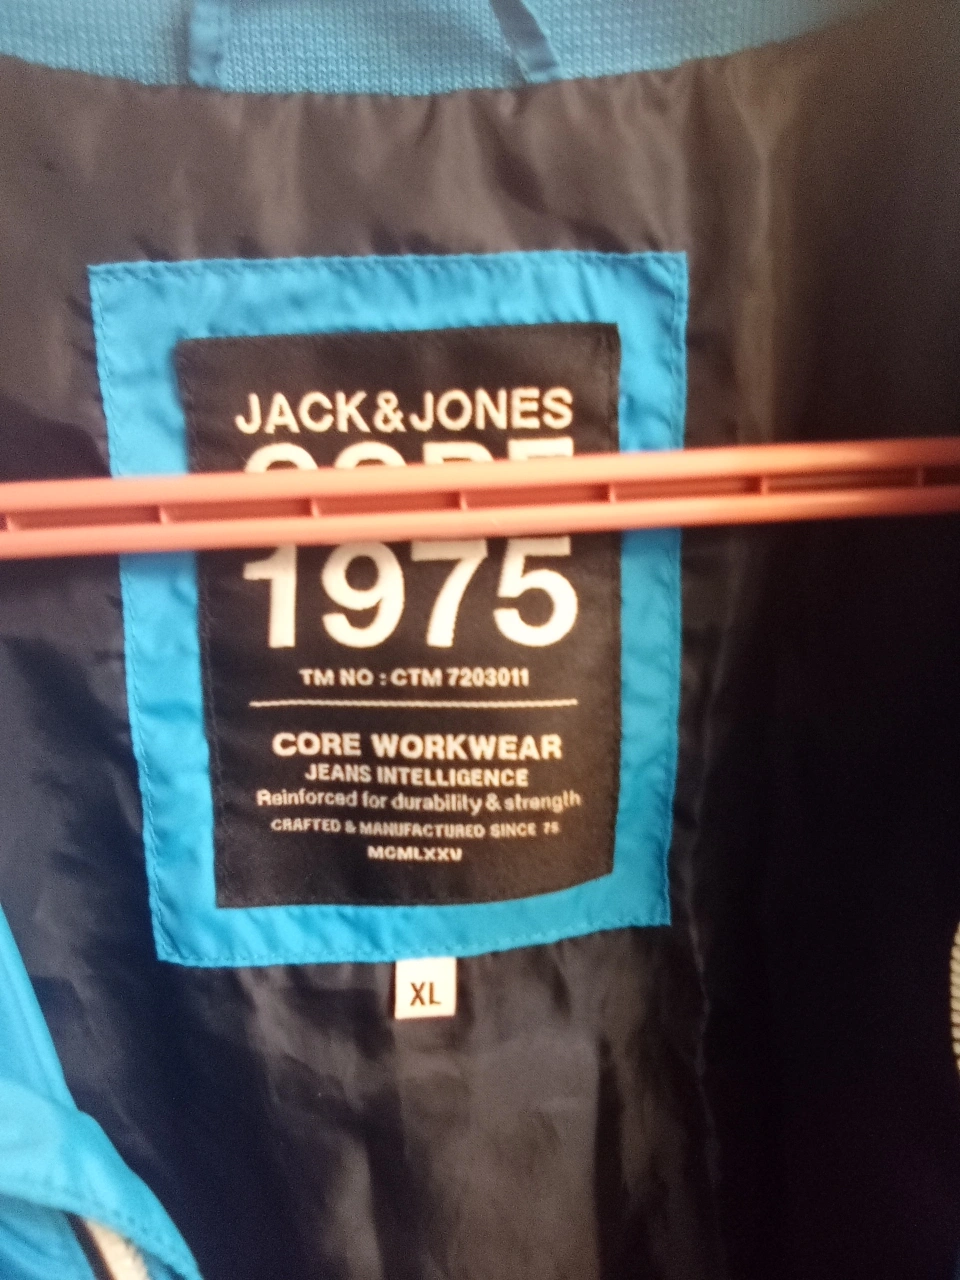 JACK&JONES
CORE
1975
TM NO : CTM 7203011
CORE WORKWEAR
JEANS INTELLIGENCE
Reinforced for durability & strength
CRAFTED & MANUFACTURED SINCE 75
MCMLXXV
XL